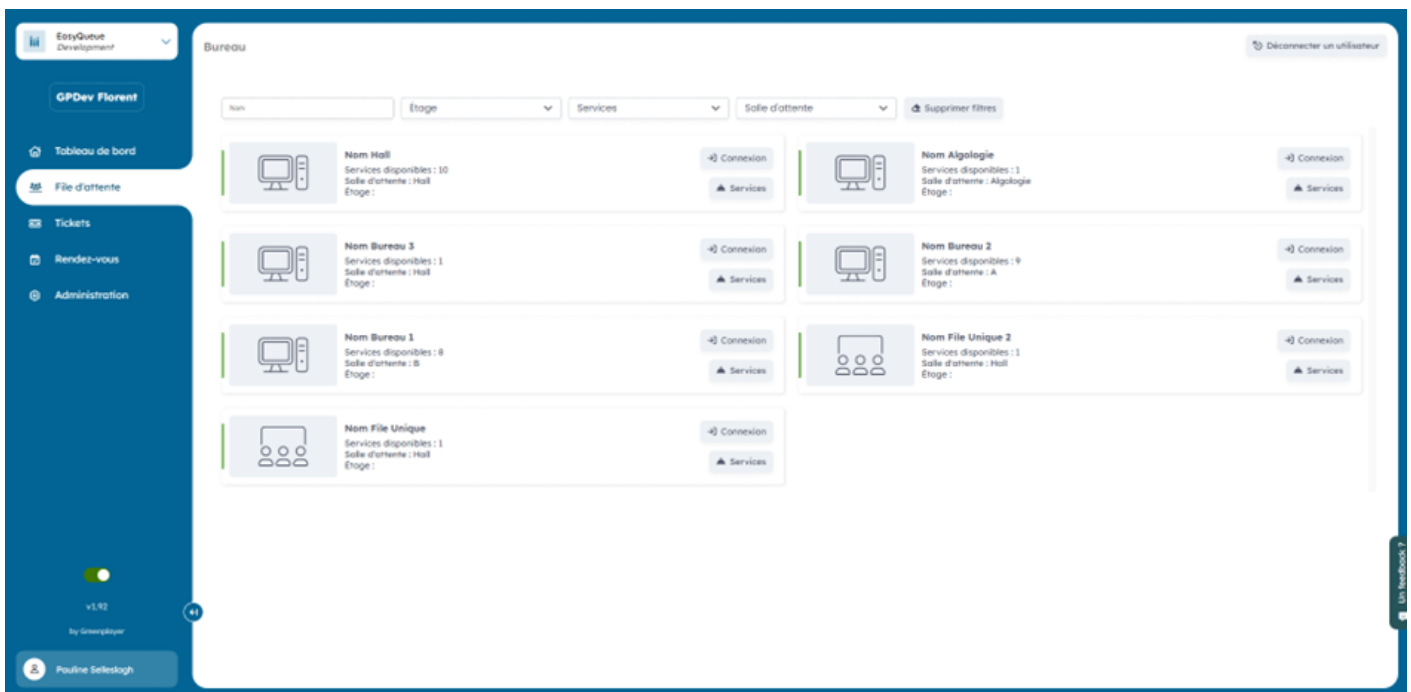 EasyQueue
Development
GPDev Florent
Tableau de bord
File d'attente
Tickets
Rendez-vous
Administration
v1.92
by Greenplayer
Pauline Selleslagh
Bureau
Déconnecter un utilisateur
Nom
Étage
Services
Salle d'attente
Supprimer filtres
Nom Hall
Services disponibles : 10
Salle d'attente : Hall
Étage :
Connexion
Services
Nom Algologie
Services disponibles : 1
Salle d'attente : Algologie
Étage :
Connexion
Services
Nom Bureau 3
Services disponibles : 1
Salle d'attente : Hall
Étage :
Connexion
Services
Nom Bureau 2
Services disponibles : 9
Salle d'attente : A
Étage :
Connexion
Services
Nom Bureau 1
Services disponibles : 8
Salle d'attente : B
Étage :
Connexion
Services
Nom File Unique 2
Services disponibles : 1
Salle d'attente : Hall
Étage :
Connexion
Services
Nom File Unique
Services disponibles : 1
Salle d'attente : Hall
Étage :
Connexion
Services
Un feedback ?